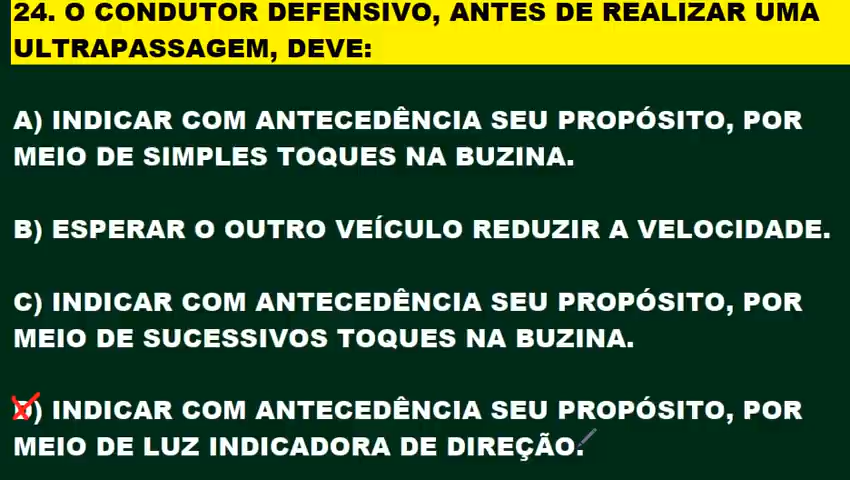 24. O CONDUTOR DEFENSIVO, ANTES DE REALIZAR UMA
ULTRAPASSAGEM, DEVE:
A) INDICAR COM ANTECEDÊNCIA SEU PROPÓSITO, POR
MEIO DE SIMPLES TOQUES NA BUZINA.
B) ESPERAR O OUTRO VEÍCULO REDUZIR A VELOCIDADE.
C) INDICAR COM ANTECEDÊNCIA SEU PROPÓSITO, POR
MEIO DE SUCESSIVOS TOQUES NA BUZINA.
D) INDICAR COM ANTECEDÊNCIA SEU PROPÓSITO, POR
MEIO DE LUZ INDICADORA DE DIREÇÃO.